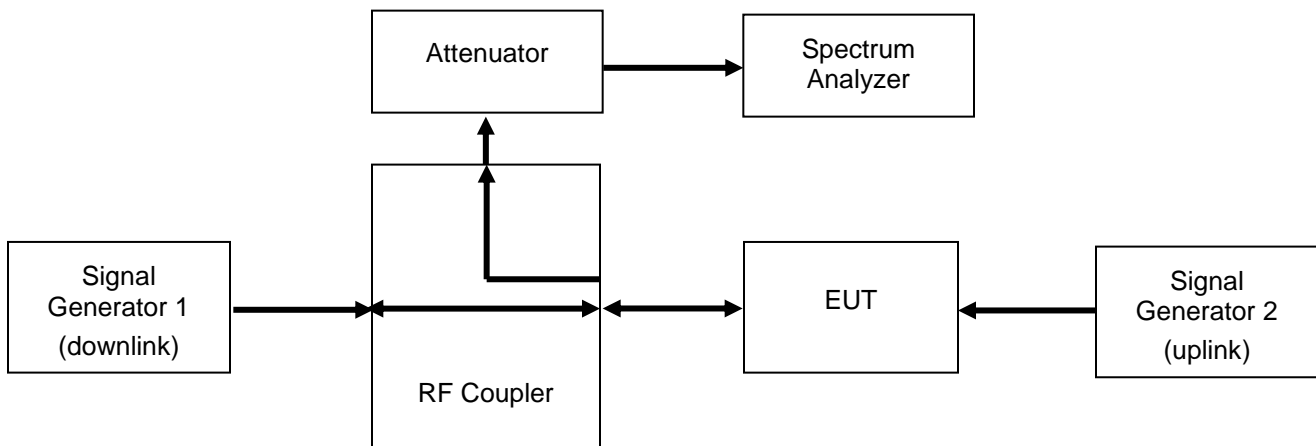 Attenuator
Spectrum
Analyzer
Signal
Generator 1
(downlink)
RF Coupler
EUT
Signal
Generator 2
(uplink)